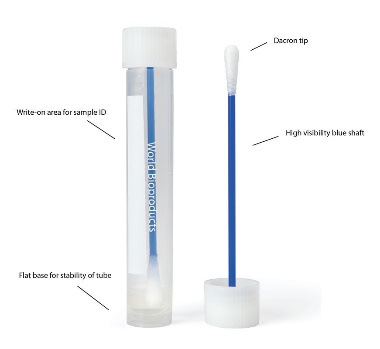 Dacron tip
Write-on area for sample ID
High visibility blue shaft
World Bioproducts
Flat base for stability of tube